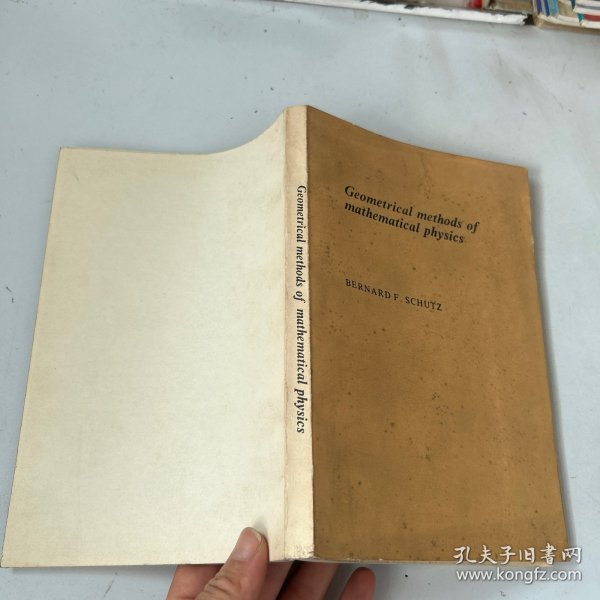 Geometrical methods of mathematical physics
Geometrical methods of
mathematical physics
BERNARD F. SCHUTZ
孔夫子旧書网
www.kongfz.com